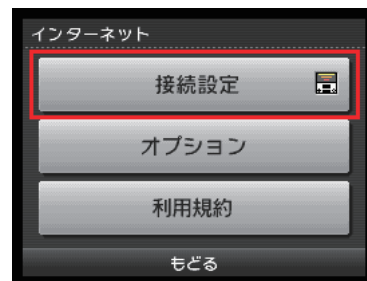 インターネット
接続設定
オプション
利用規約
もどる